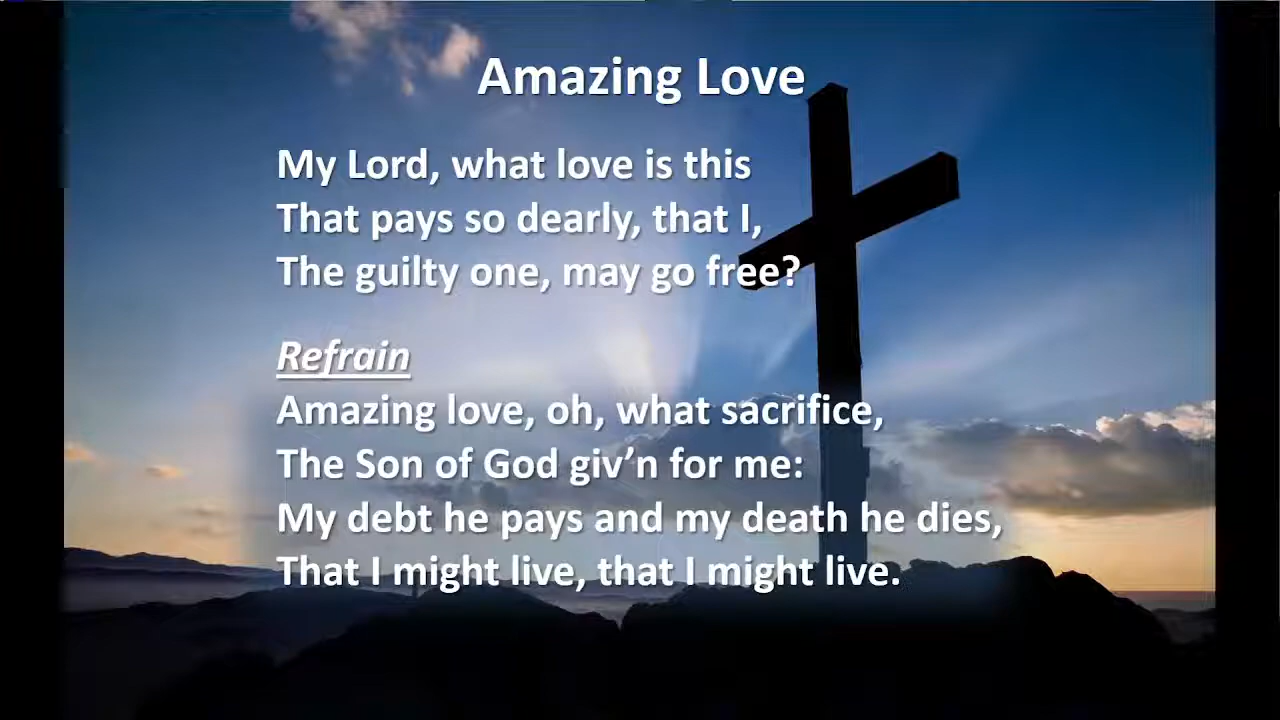 Amazing Love
My Lord, what love is this
That pays so dearly, that I,
The guilty one, may go free?
Refrain
Amazing love, oh, what sacrifice,
The Son of God giv’n for me:
My debt he pays and my death he dies,
That I might live, that I might live.